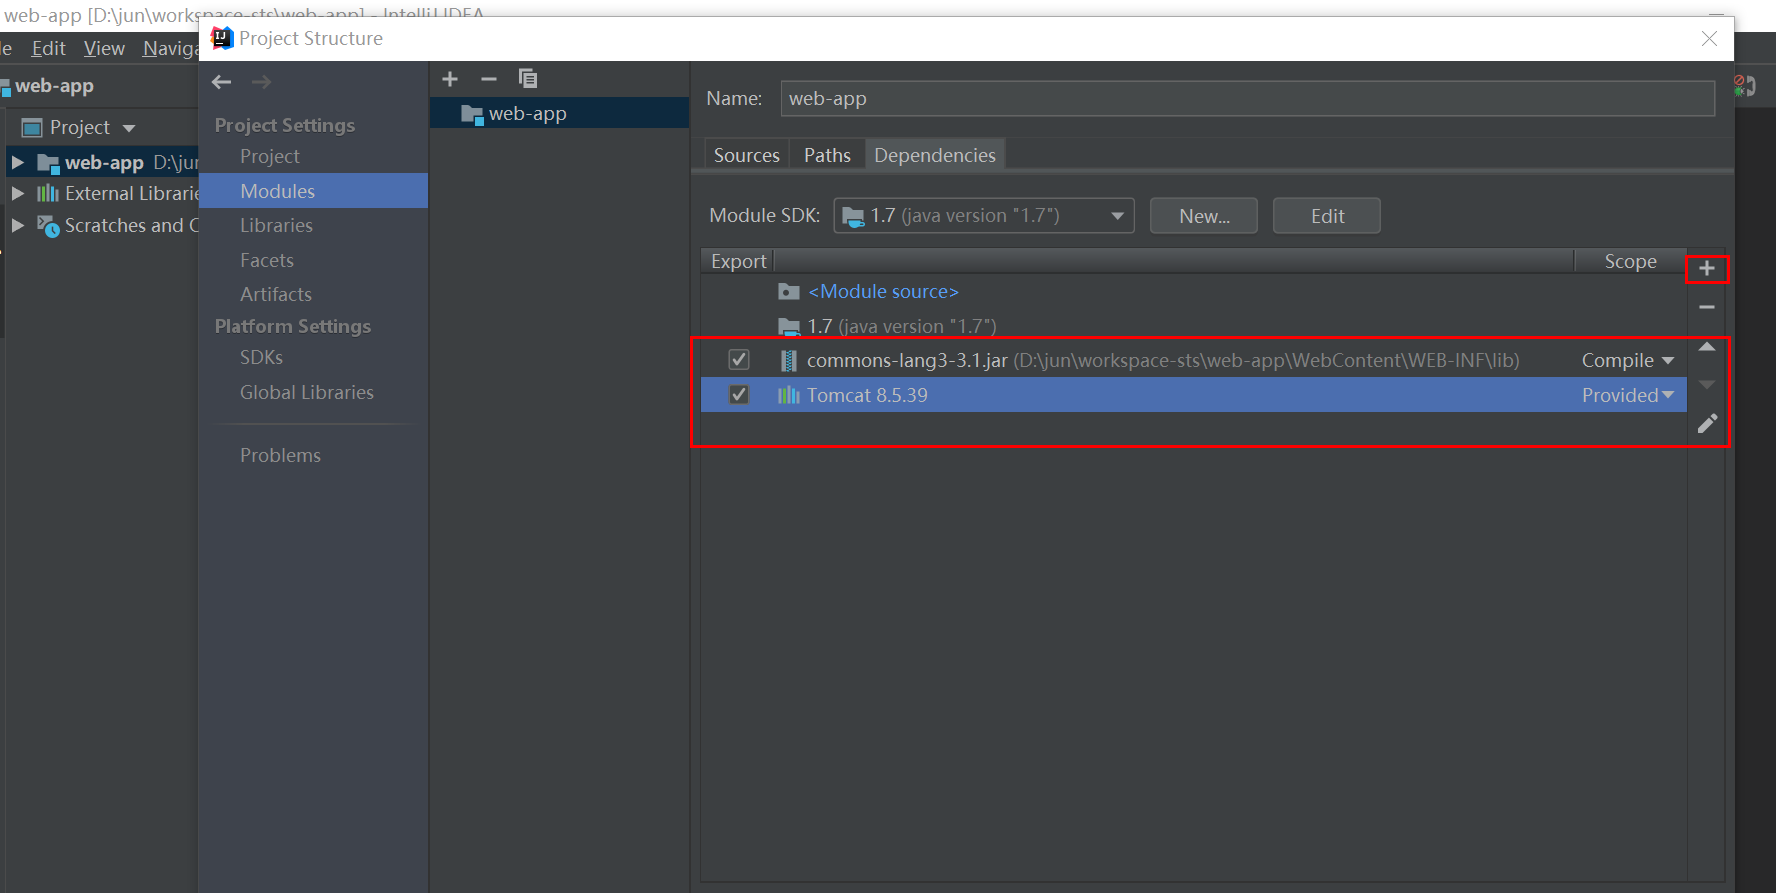 web-app [D:\jun\workspace-sts\web-app] - IntelliJ IDEA
Project Structure
Edit View
web-app
Project
web-app D:\jun
External Libraries
Scratches and C
Project Settings
Project
Modules
Libraries
Facets
Artifacts
Platform Settings
SDKs
Global Libraries
Problems
web-app
Name: web-app
Sources Paths Dependencies
Module SDK: 1.7 (java version "1.7") New... Edit
Export Scope
<Module source>
1.7 (java version "1.7")
commons-lang3-3.1.jar (D:\jun\workspace-sts\web-app\WebContent\WEB-INF\lib) Compile
Tomcat 8.5.39 Provided